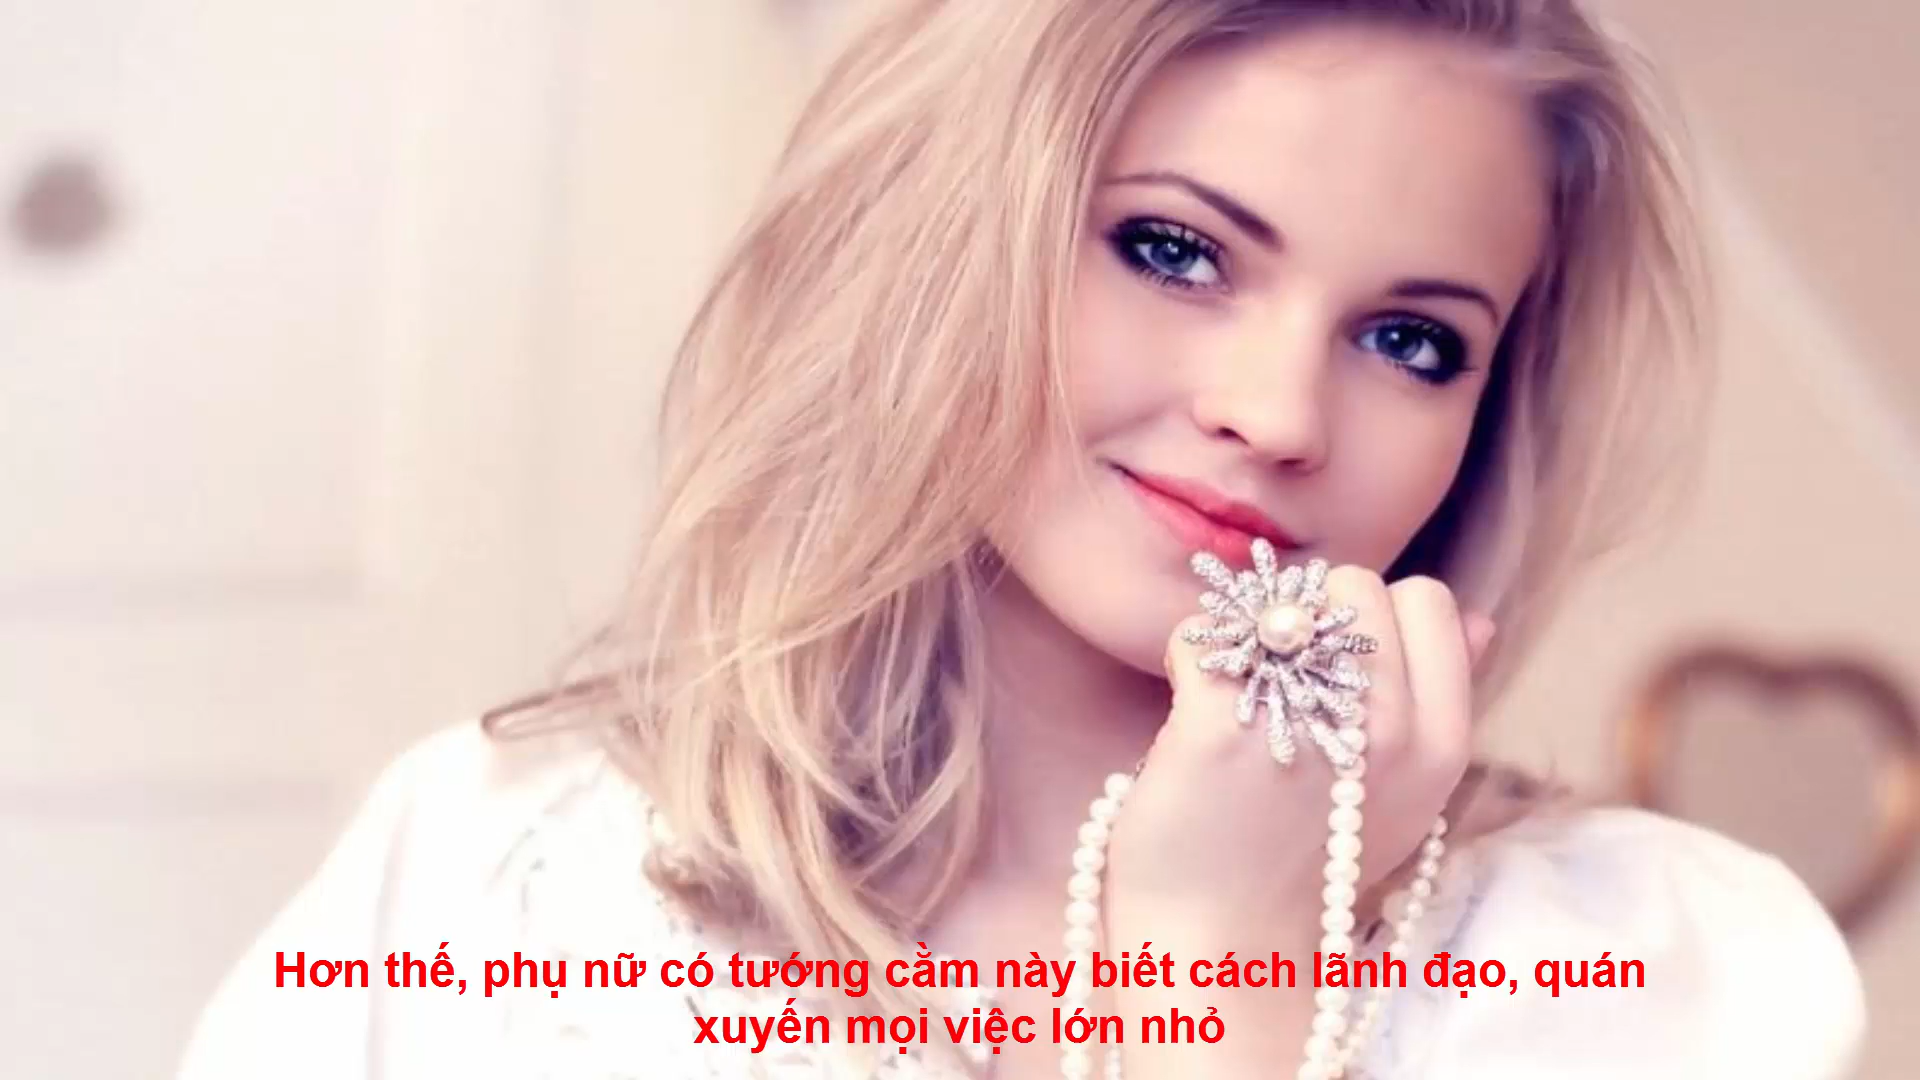 Hơn thế, phụ nữ có tướng cằm này biết cách lãnh đạo, quán
xuyến mọi việc lớn nhỏ